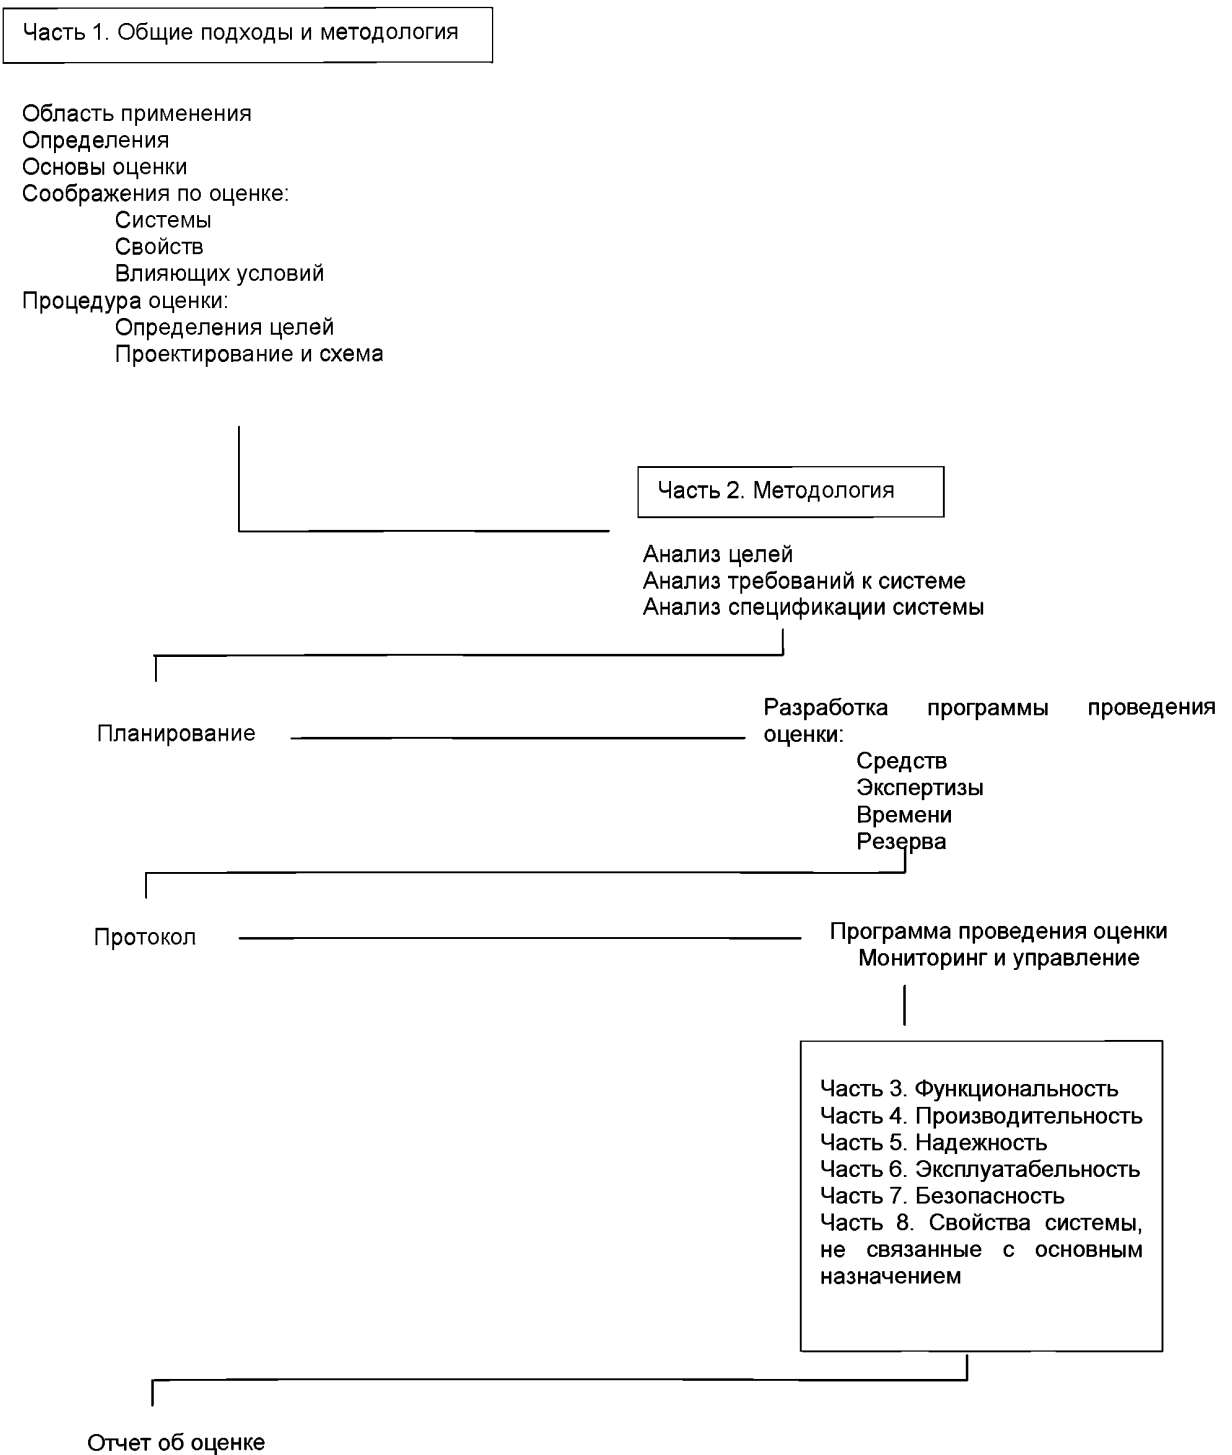 Часть 1. Общие подходы и методология
Область применения
Определения
Основы оценки
Соображения по оценке:
Системы
Свойств
Влияющих условий
Процедура оценки:
Определения целей
Проектирование и схема
Часть 2. Методология
Анализ целей
Анализ требований к системе
Анализ спецификации системы
Планирование
Разработка программы проведения
оценки:
Средств
Экспертизы
Времени
Резерва
Протокол
Программа проведения оценки
Мониторинг и управление
Часть 3. Функциональность
Часть 4. Производительность
Часть 5. Надежность
Часть 6. Эксплуатабельность
Часть 7. Безопасность
Часть 8. Свойства системы,
не связанные с основным
назначением
Отчет об оценке